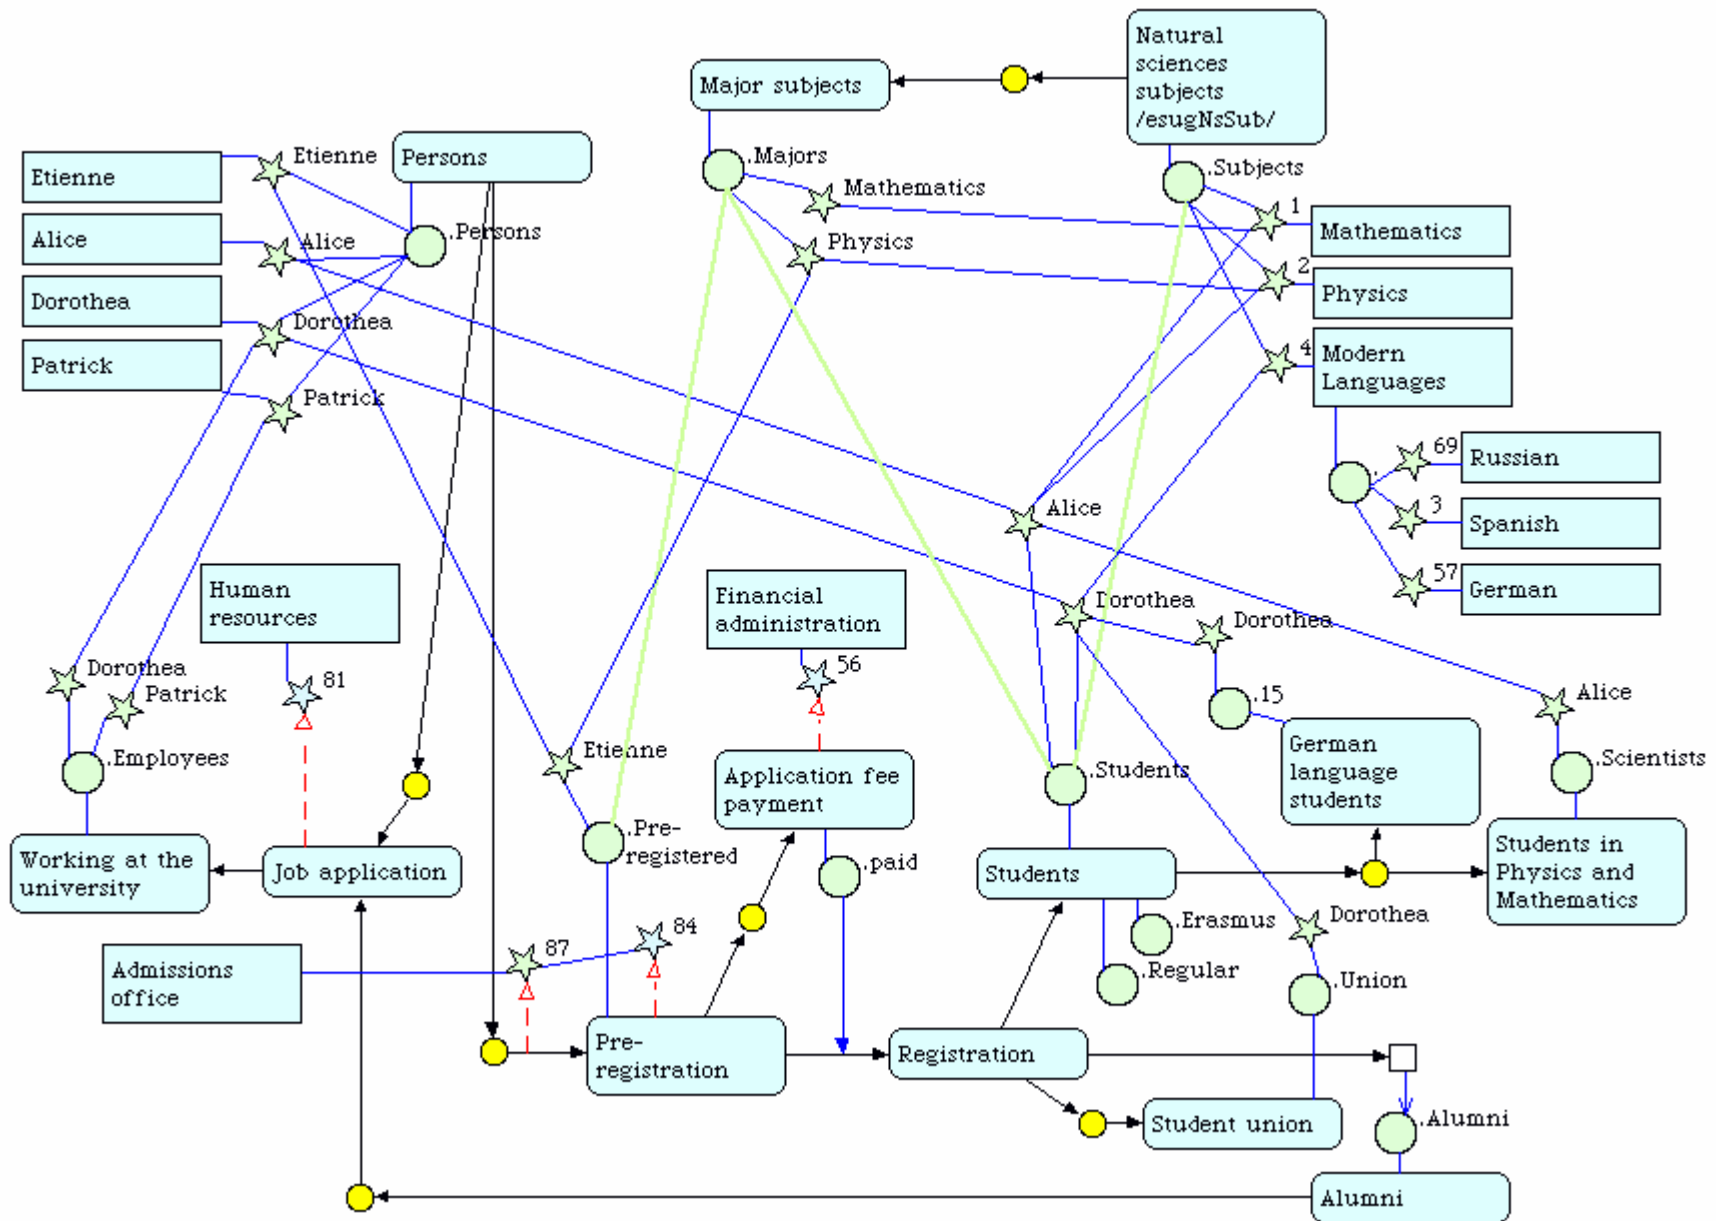 Natural
sciences
subjects
/esugNsSub/
Major subjects
Etienne
Persons
Etienne
.Majors
.Subjects
Alice
Alice
.Persons
Mathematics
1
Mathematics
Dorothea
Dorothea
Physics
2
Physics
Patrick
Patrick
4
Modern
Languages
69
Russian
3
Spanish
57
German
Alice
Human
resources
81
Financial
administration
56
Dorothea
Dorothea
Dorothea
Patrick
.15
Alice
.Employees
Etienne
Application fee
payment
.Students
German
language
students
.Scientists
Working at the
university
Job application
.Pre-
registered
.paid
Students
Students in
Physics and
Mathematics
Admissions
office
87
84
.Erasmus
.Regular
Dorothea
.Union
Pre-
registration
Registration
Student union
.Alumni
Alumni